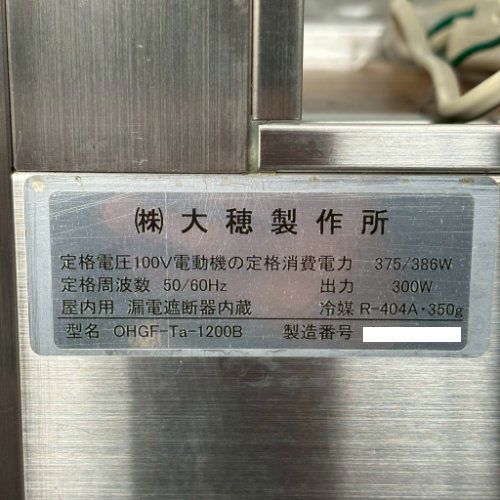 ㈱大穂製作所
定格電圧100V電動機の定格消費電力 375/386W
定格周波数 50/60Hz 出力 300W
屋内用 漏電遮断器内蔵 冷媒 R-404A・350g
型名 OHGF-Ta-1200B 製造番号